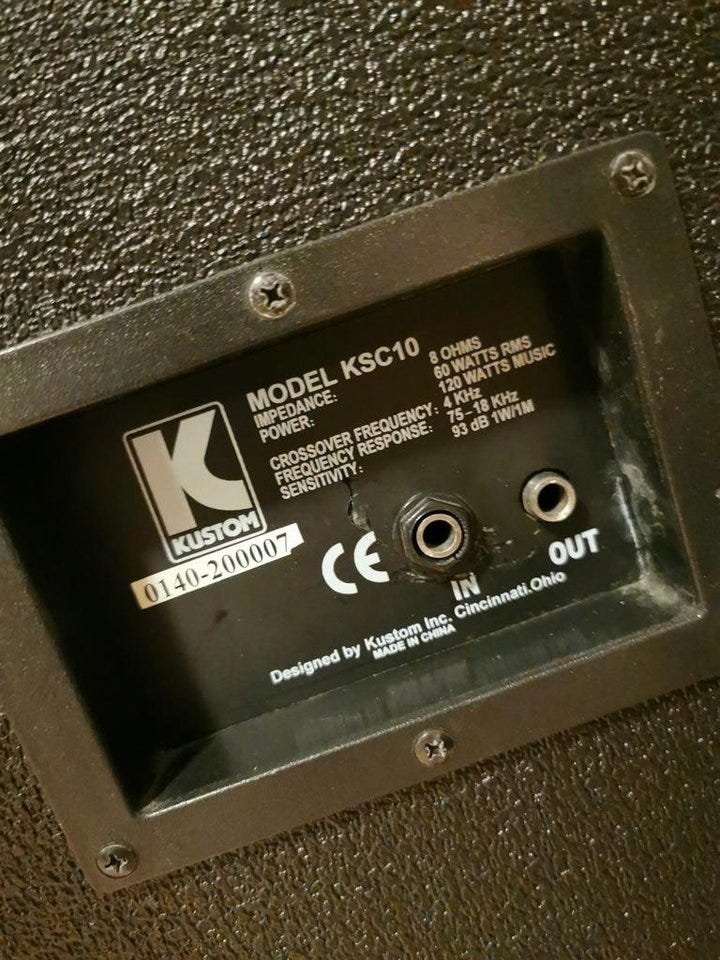 MODEL KSC10
IMPEDANCE: 8 OHMS
POWER: 60 WATTS RMS
120 WATTS MUSIC
CROSSOVER FREQUENCY: 4 KHz
FREQUENCY RESPONSE: 75-18 KHz
SENSITIVITY: 93 dB 1W/1M
K
KUSTOM
0140-200007
CE
IN
OUT
Designed by Kustom Inc. Cincinnati.Ohio
MADE IN CHINA